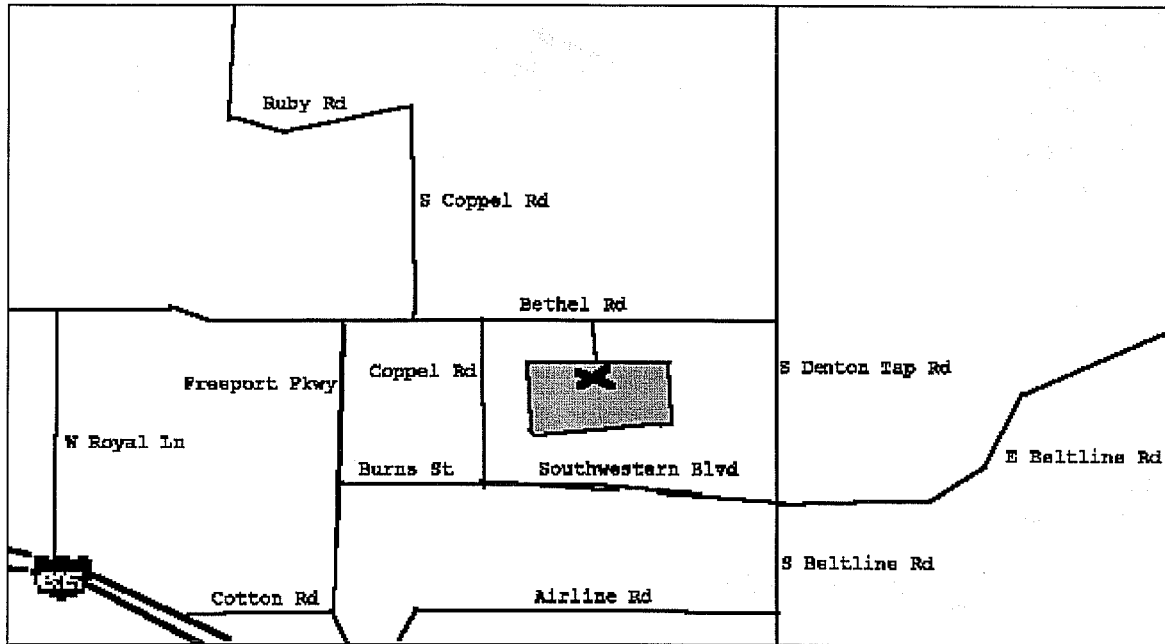 Ruby Rd
S Coppel Rd
Bethel Rd
Freeport Pkwy
Coppel Rd
S Denton Tap Rd
W Royal Ln
Burns St
Southwestern Blvd
E Beltline Rd
S Beltline Rd
Cotton Rd
Airline Rd